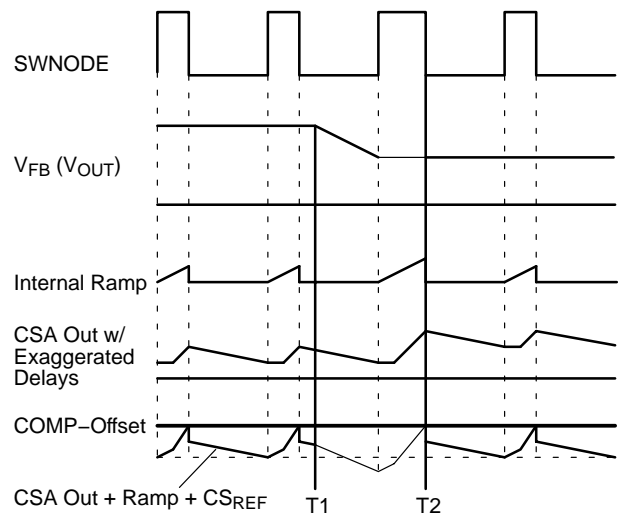 SWNODE
V_FB (V_OUT)
Internal Ramp
CSA Out w/
Exaggerated
Delays
COMP–Offset
CSA Out + Ramp + CS_REF
T1
T2